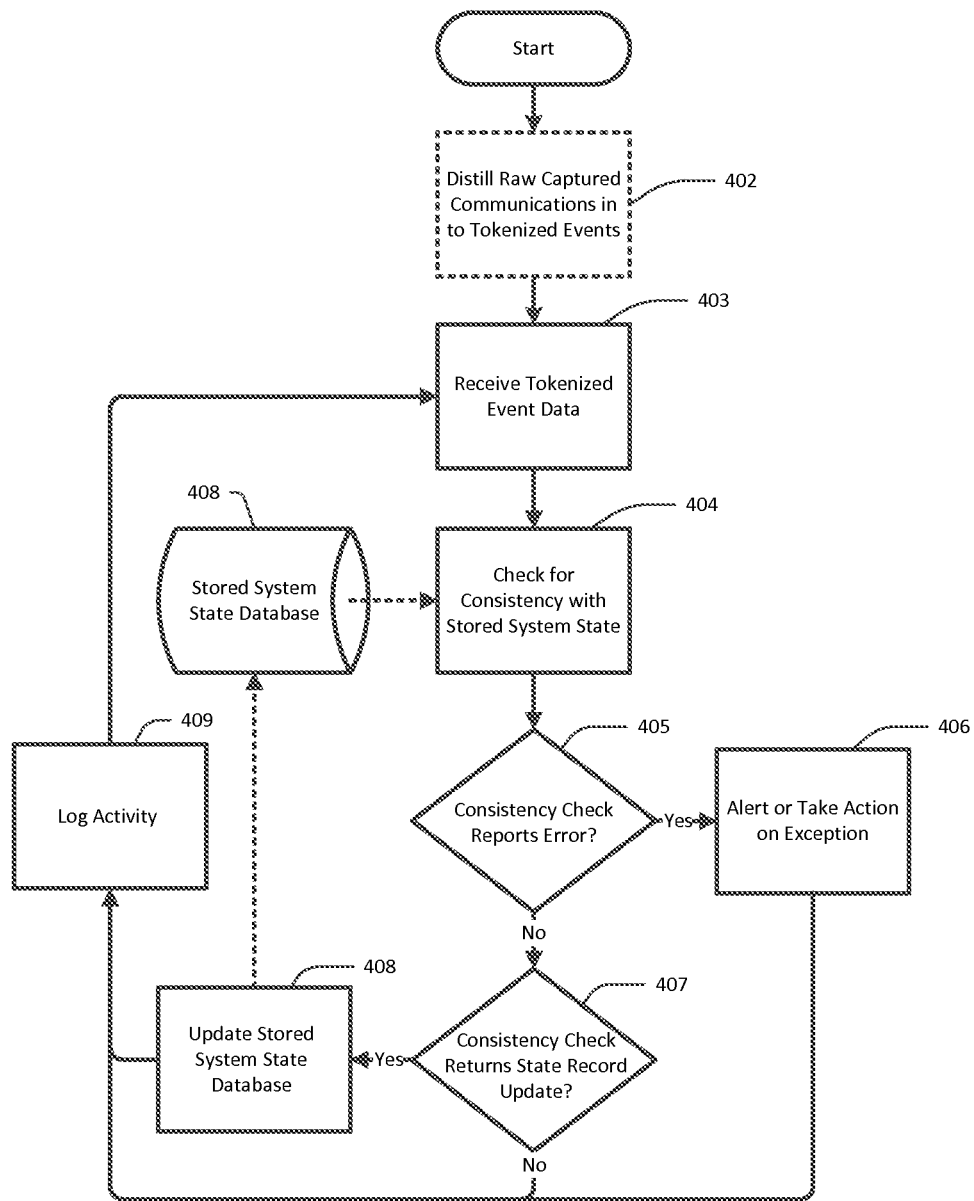 Start
Distill Raw Captured
Communications in
to Tokenized Events
402
403
Receive Tokenized
Event Data
408
404
Stored System
State Database
Check for
Consistency with
Stored System State
409
405
406
Log Activity
Consistency Check
Reports Error?
Yes
Alert or Take Action
on Exception
No
408
407
Update Stored
System State
Database
Yes
Consistency Check
Returns State Record
Update?
No